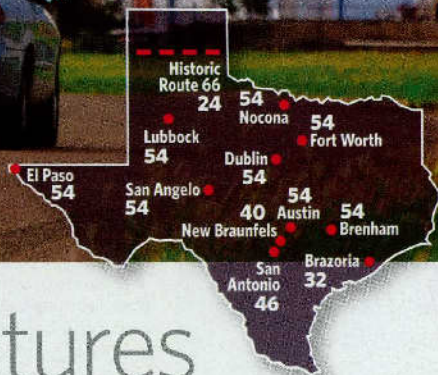 Historic
Route 66
24
54
Nocona
54
Fort Worth
Lubbock
54
Dublin
54
El Paso
54
San Angelo
54
54
Austin
40
New Braunfels
54
Brenham
San
Antonio
46
Brazoria
32
tures